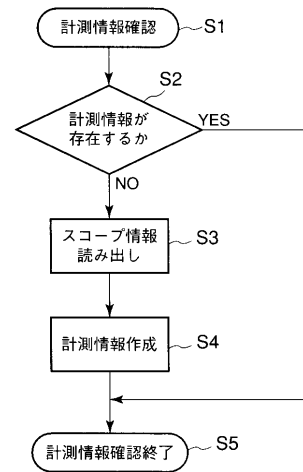 計測情報確認
S1
S2
計測情報が
存在するか
YES
NO
スコープ情報
読み出し
S3
計測情報作成
S4
計測情報確認終了
S5